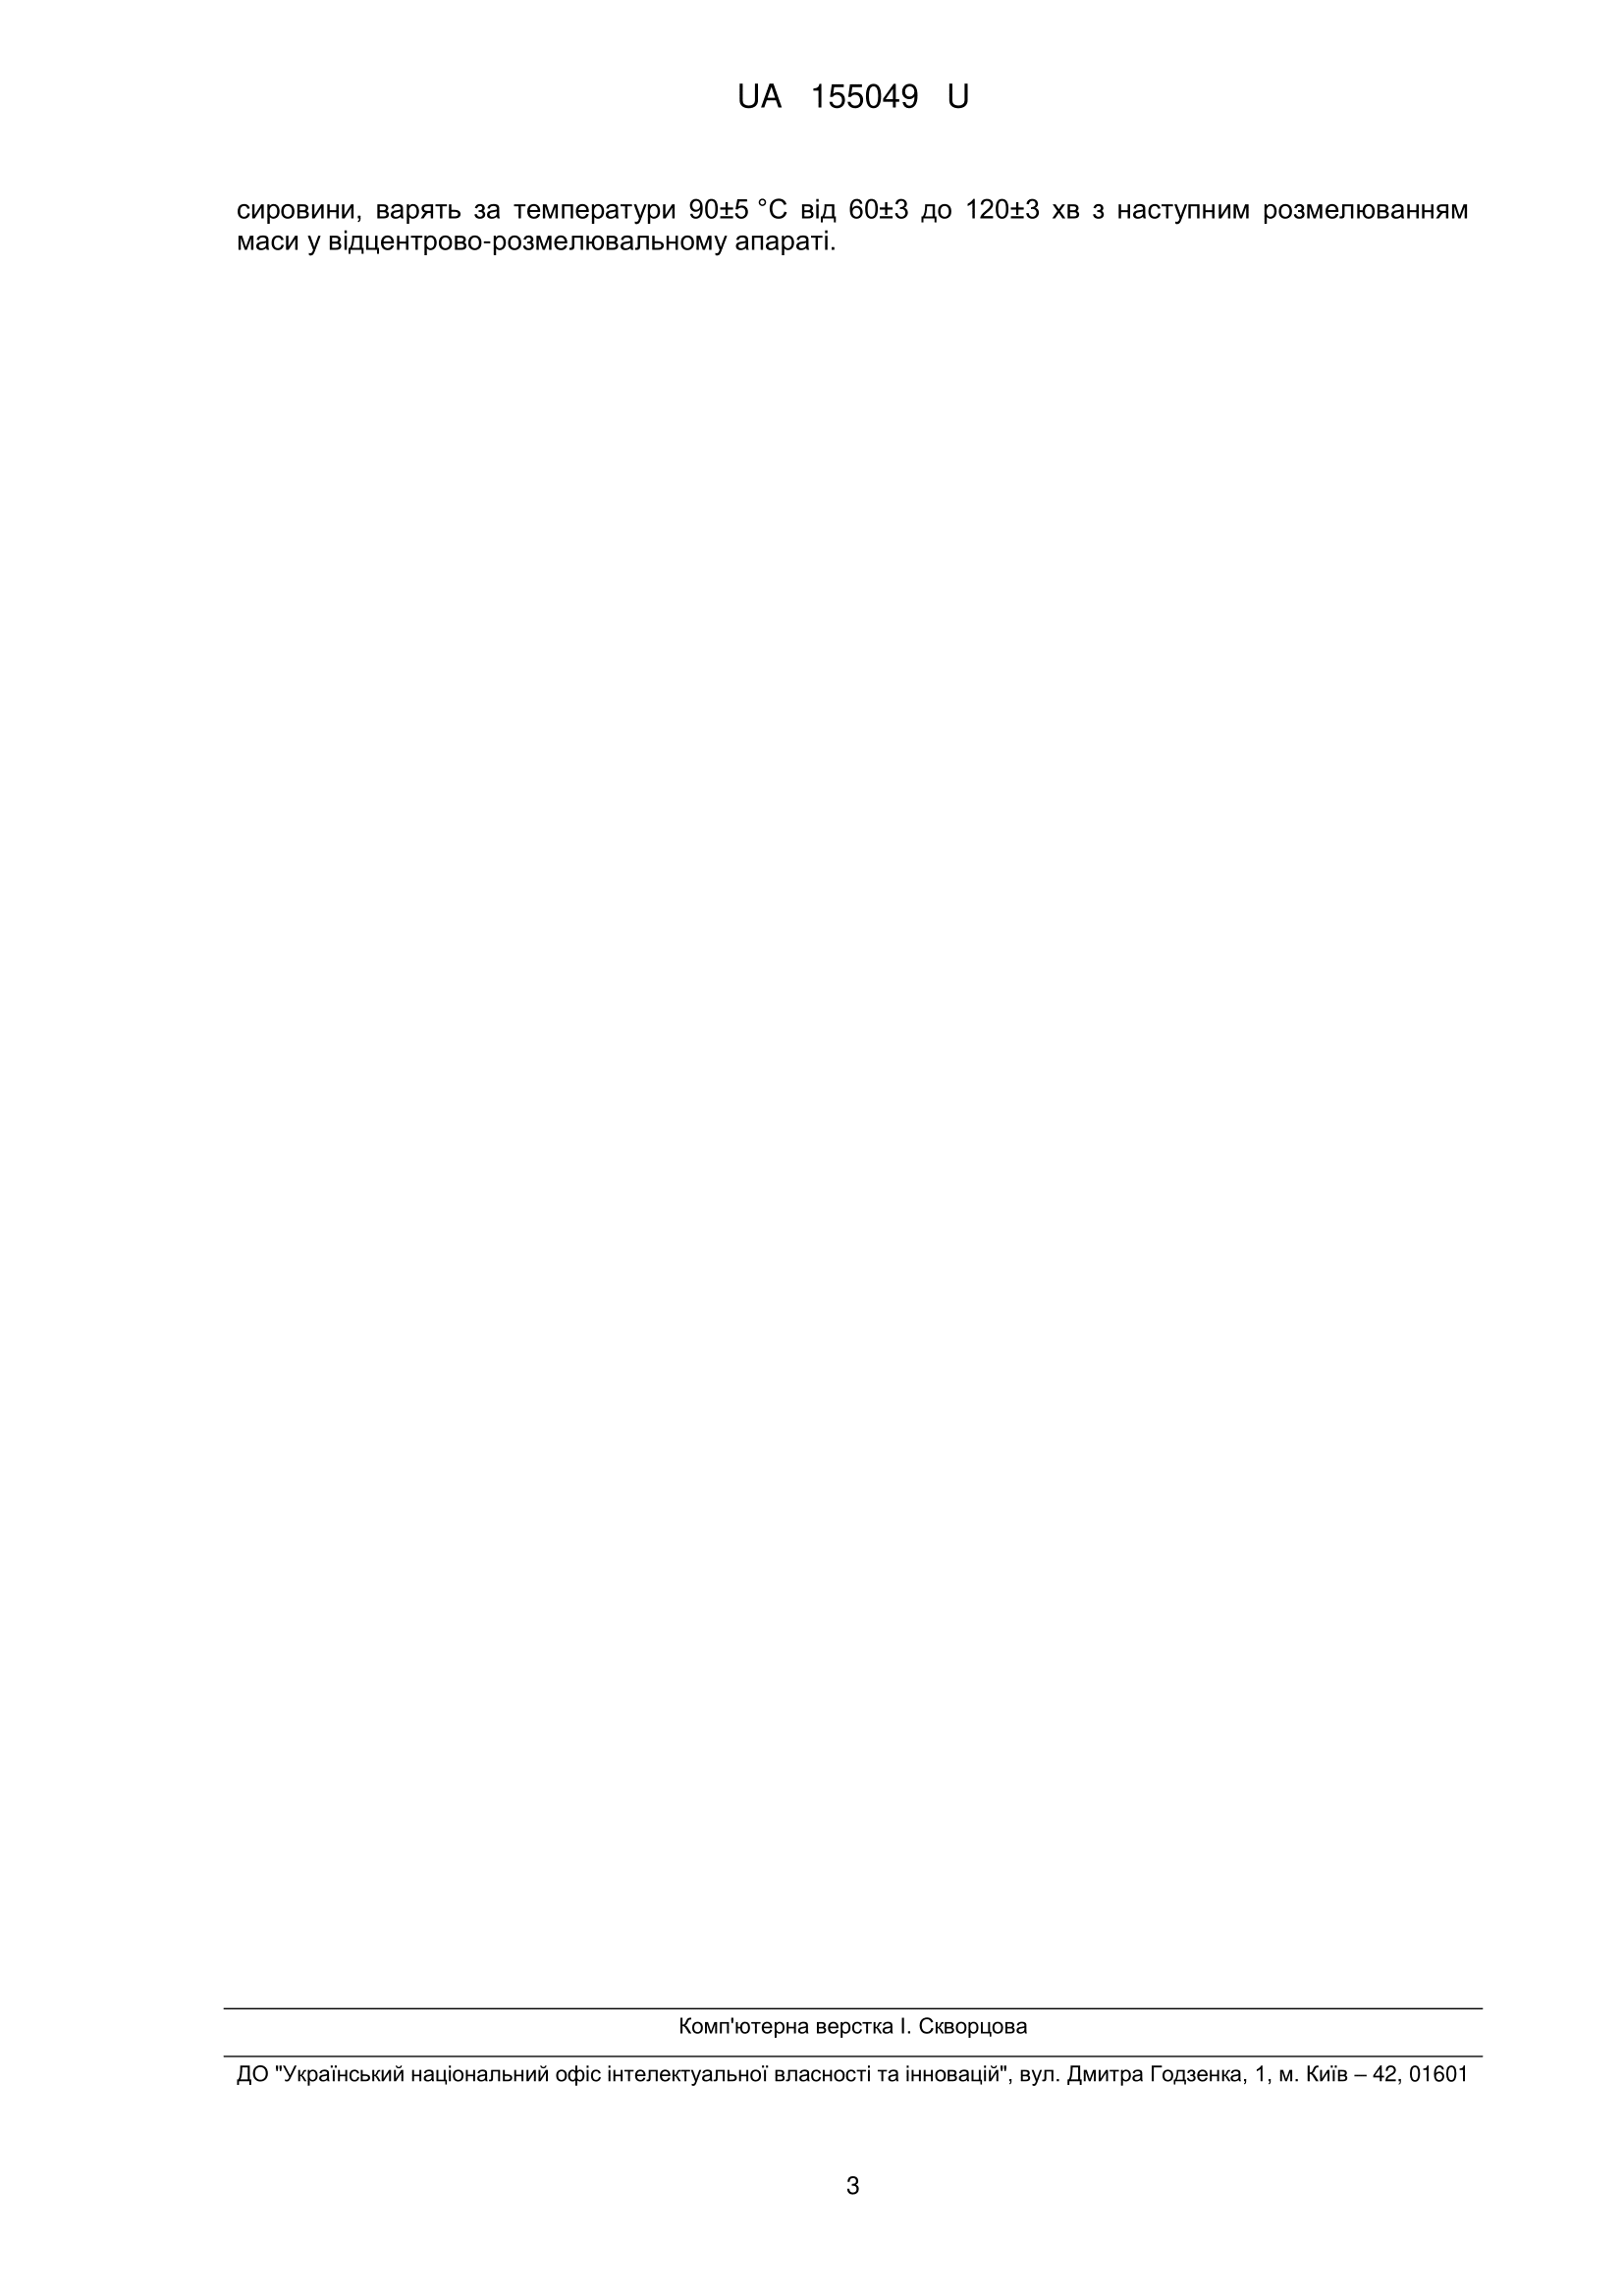 UA 155049 U
сировини, варять за температури 90±5 °C від 60±3 до 120±3 хв з наступним розмелюванням
маси у відцентрово-розмелювальному апараті.
Комп'ютерна верстка І. Скворцова
ДО "Український національний офіс інтелектуальної власності та інновацій", вул. Дмитра Годзенка, 1, м. Київ – 42, 01601
3